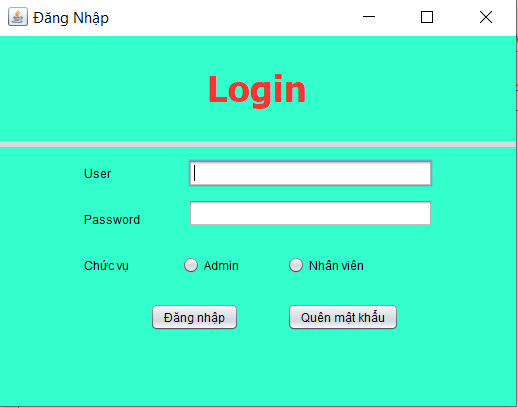 Đăng Nhập
Login
User
Password
Chức vụ Admin Nhân viên
Đăng nhập Quên mật khẩu